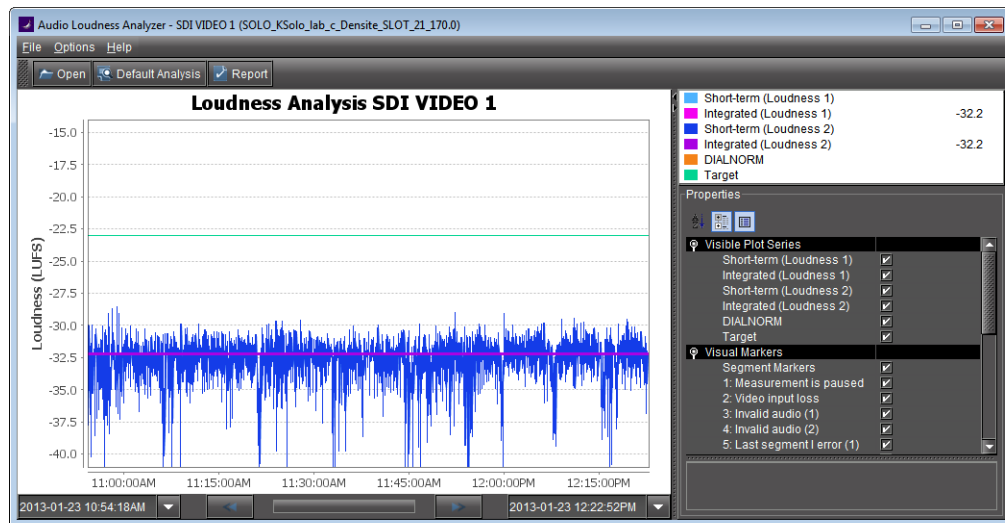 Audio Loudness Analyzer - SDI VIDEO 1 (SOLO_KSolo_lab_c_Densite_SLOT_21_170.0)
File Options Help
Open Default Analysis Report
Loudness Analysis SDI VIDEO 1
Loudness (LUFS)
-15.0
-17.5
-20.0
-22.5
-25.0
-27.5
-30.0
-32.5
-35.0
-37.5
-40.0
11:00:00AM 11:15:00AM 11:30:00AM 11:45:00AM 12:00:00PM 12:15:00PM
2013-01-23 10:54:18AM 2013-01-23 12:22:52PM
Short-term (Loudness 1)
Integrated (Loudness 1) -32.2
Short-term (Loudness 2)
Integrated (Loudness 2) -32.2
DIALNORM
Target
Properties
Visible Plot Series
Short-term (Loudness 1)
Integrated (Loudness 1)
Short-term (Loudness 2)
Integrated (Loudness 2)
DIALNORM
Target
Visual Markers
Segment Markers
1: Measurement is paused
2: Video input loss
3: Invalid audio (1)
4: Invalid audio (2)
5: Last segment I error (1)